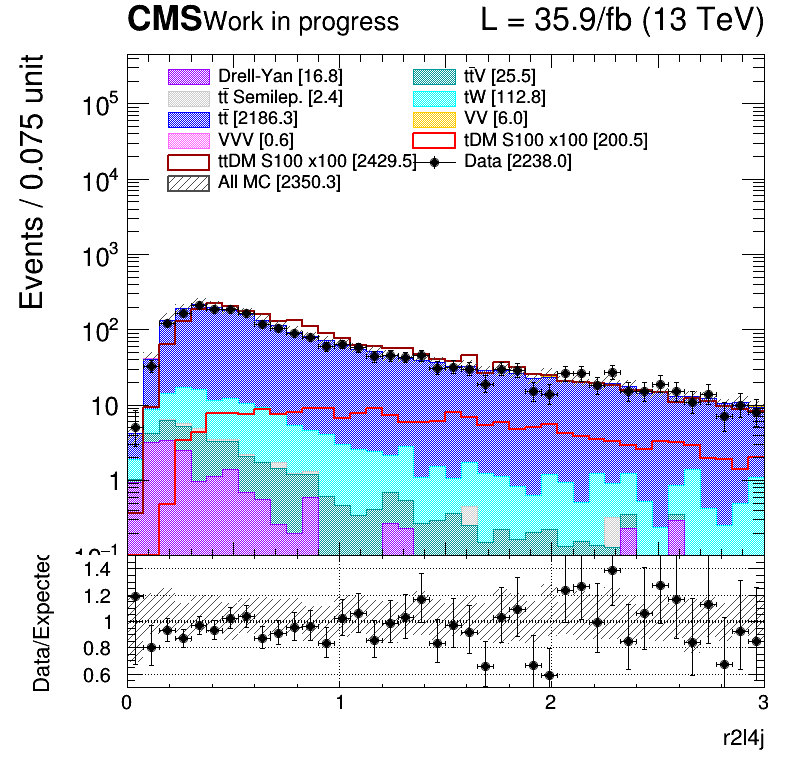 CMS Work in progress L = 35.9/fb (13 TeV)
Events / 0.075 unit
Drell-Yan [16.8]
tt̄V [25.5]
tt̄ Semilep. [2.4]
tW [112.8]
tt̄ [2186.3]
VV [6.0]
VVV [0.6]
tDM S100 x100 [200.5]
ttDM S100 x100 [2429.5]
Data [2238.0]
All MC [2350.3]
10⁵
10⁴
10³
10²
10
1
10⁻¹
Data/Expected
1.4
1.2
1
0.8
0.6
0 1 2 3
r2l4j